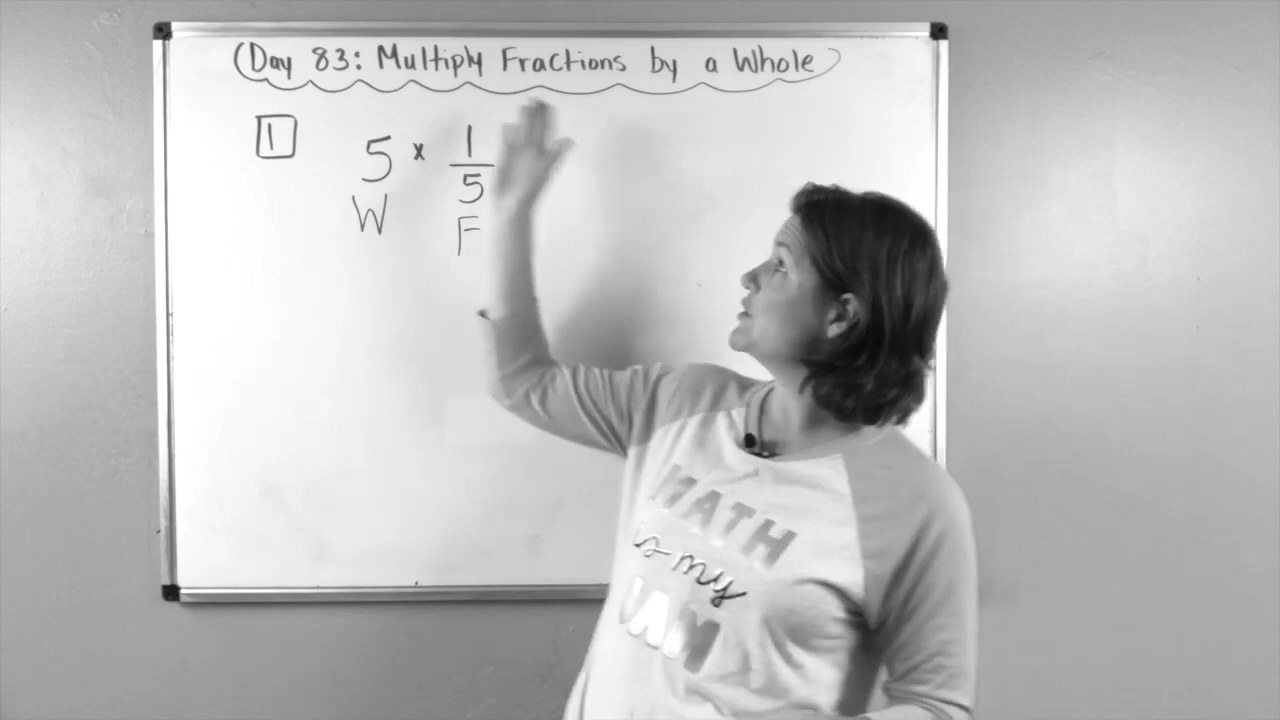 (Day 83: Multiply Fractions by a Whole)
1
5 x 1/5
W F
MATH
is my
JAM